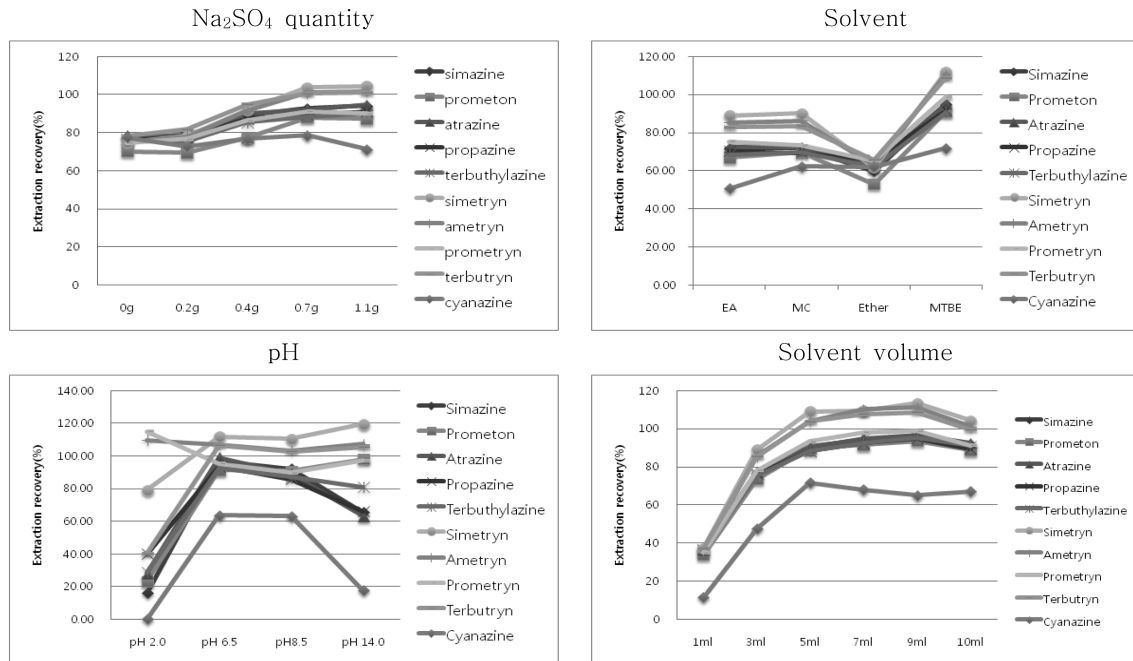 Na₂SO₄ quantity
Extraction recovery(%)
120
100
80
60
40
20
0
0g 0.2g 0.4g 0.7g 1.1g
simazine
prometon
atrazine
propazine
terbuthylazine
simetryn
ametryn
prometryn
terbutryn
cyanazine
Solvent
Extraction recovery(%)
120.00
100.00
80.00
60.00
40.00
20.00
0.00
EA MC Ether MTBE
Simazine
Prometon
Atrazine
Propazine
Terbuthylazine
Simetryn
Ametryn
Prometryn
Terbutryn
Cyanazine
pH
Extraction recovery(%)
140.00
120.00
100.00
80.00
60.00
40.00
20.00
0.00
pH 2.0 pH 6.5 pH8.5 pH 14.0
Simazine
Prometon
Atrazine
Propazine
Terbuthylazine
Simetryn
Ametryn
Prometryn
Terbutryn
Cyanazine
Solvent volume
Extraction recovery(%)
120
100
80
60
40
20
0
1ml 3ml 5ml 7ml 9ml 10ml
Simazine
Prometon
Atrazine
Propazine
Terbuthylazine
Simetryn
Ametryn
Prometryn
Terbutryn
Cyanazine